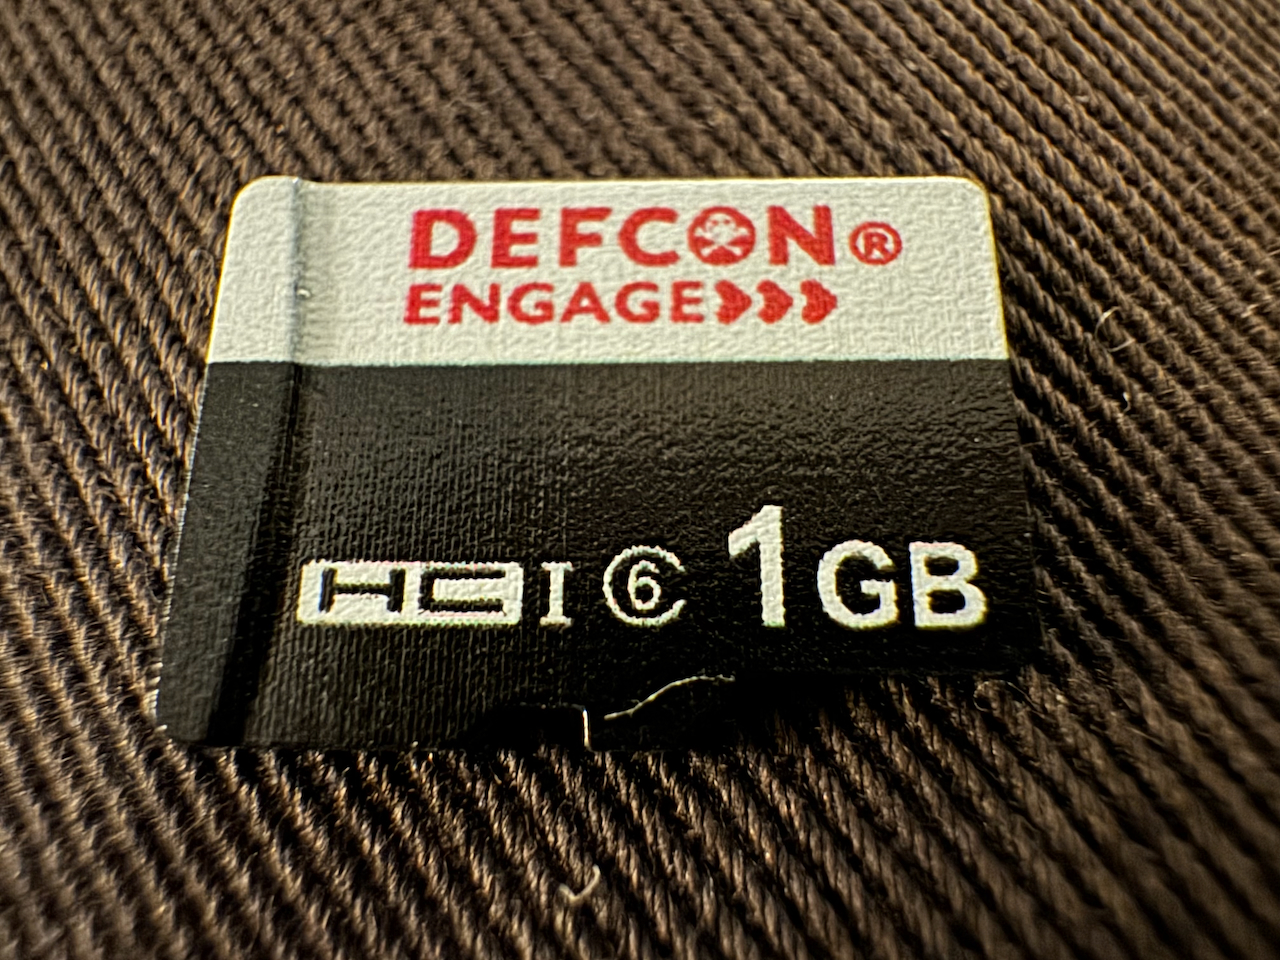 DEFCON®
ENGAGE
HC I 6 1GB